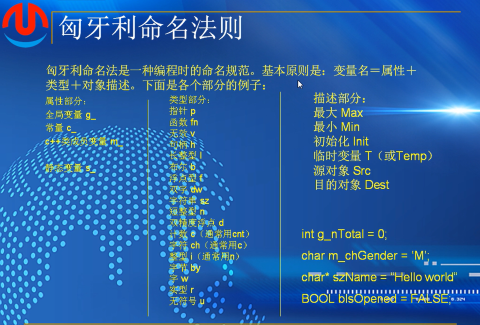 匈牙利命名法则
匈牙利命名法是一种编程时的命名规范。基本原则是：变量名＝属性＋
类型＋对象描述。下面是各个部分的例子：
属性部分：
全局变量 g_
常量 c_
c++类成员变量 m_
静态变量 s_
类型部分：
指针 p
函数 fn
无效 v
句柄 h
长整型 l
布尔 b
浮点型 f
双字 dw
字符串 sz
短整型 n
双精度浮点 d
计数 c（通常用cnt）
字符 ch（通常用c）
整型 i（通常用n）
字节 by
字 w
实型 r
无符号 u
描述部分：
最大 Max
最小 Min
初始化 Init
临时变量 T（或Temp）
源对象 Src
目的对象 Dest
int g_nTotal = 0;
char m_chGender = 'M';
char* szName = "Hello world"
BOOL bIsOpened = FALSE;